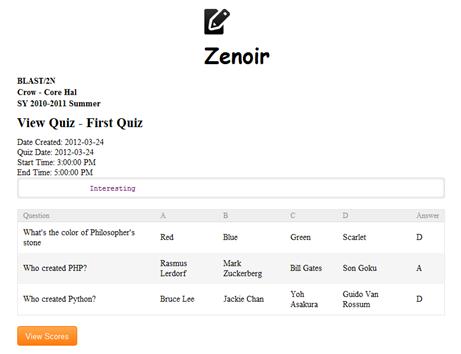 Zenoir
BLAST/2N
Crow - Core Hal
SY 2010-2011 Summer
View Quiz - First Quiz
Date Created: 2012-03-24
Quiz Date: 2012-03-24
Start Time: 3:00:00 PM
End Time: 5:00:00 PM
Interesting
Question A B C D Answer
What's the color of Philosopher's stone Red Blue Green Scarlet D
Who created PHP? Rasmus Lerdorf Mark Zuckerberg Bill Gates Son Goku A
Who created Python? Bruce Lee Jackie Chan Yoh Asakura Guido Van Rossum D
View Scores